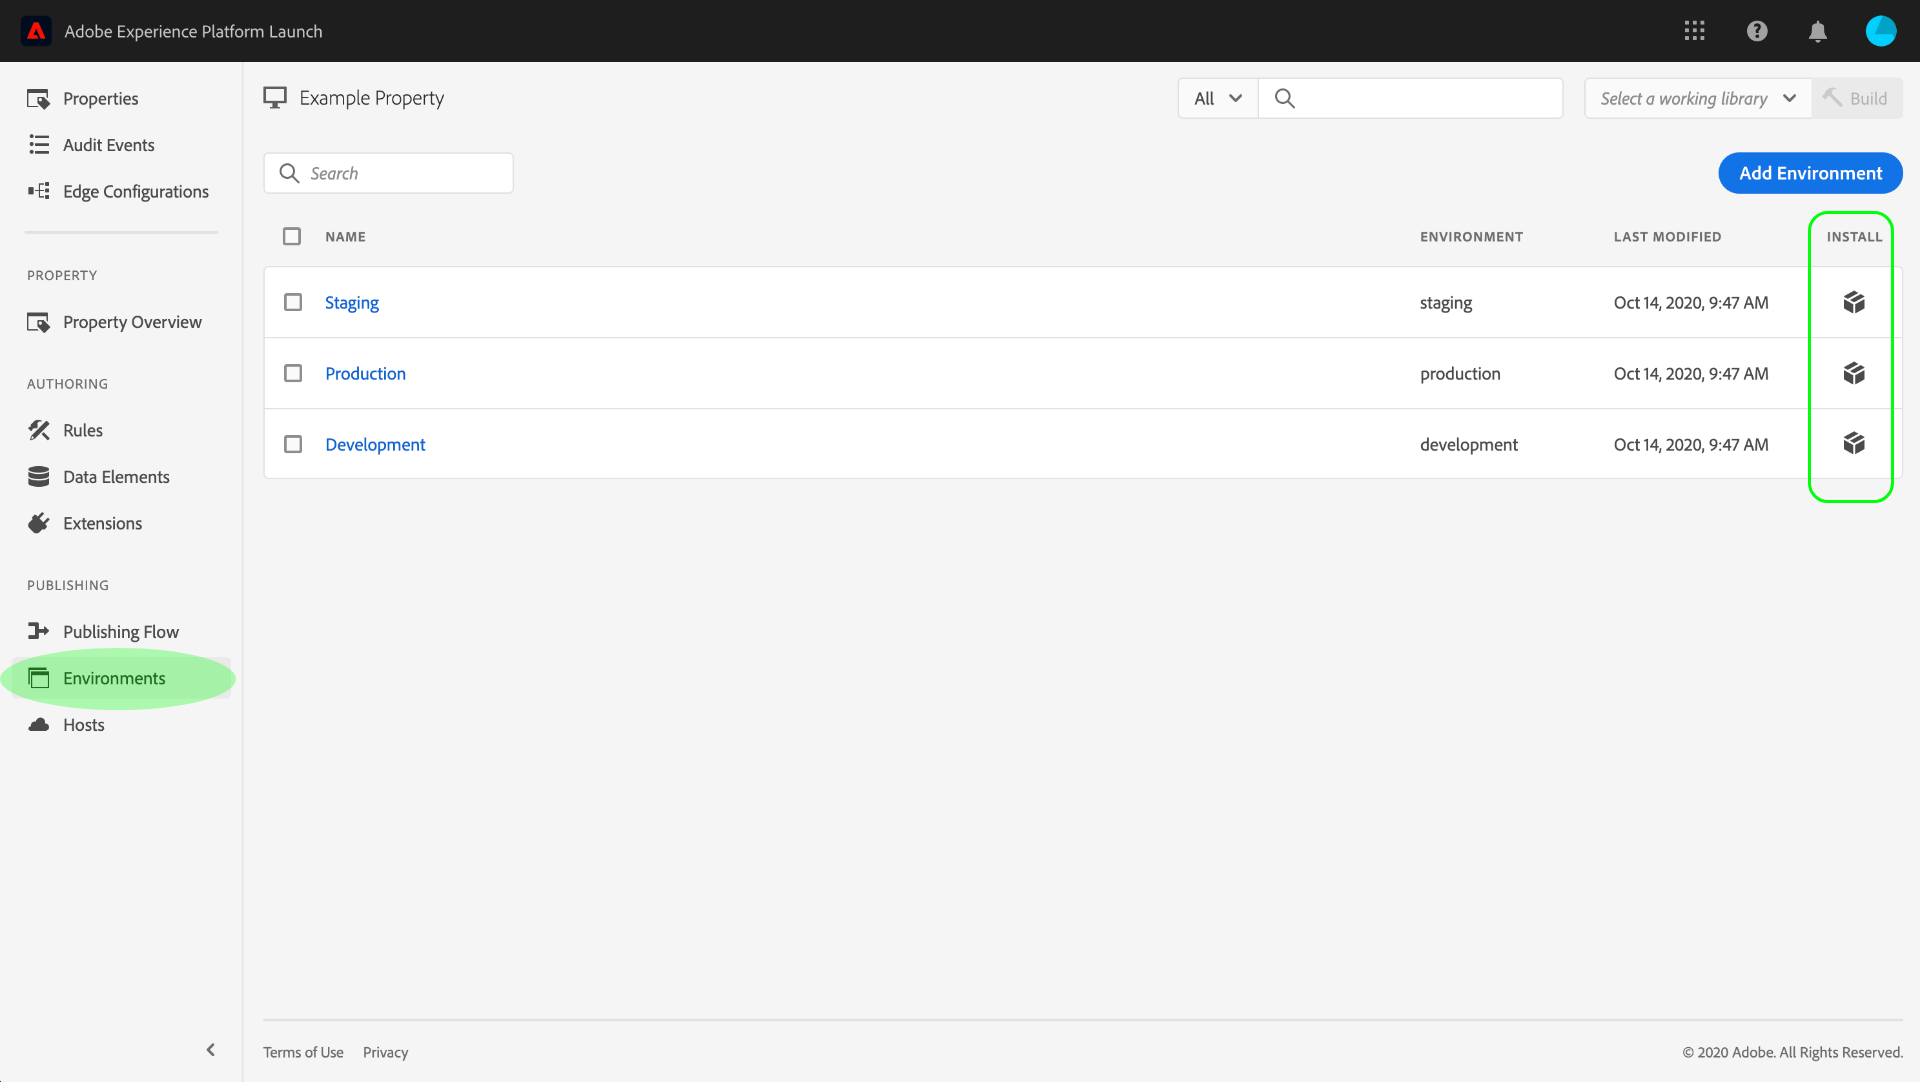 Adobe Experience Platform Launch
Properties
Audit Events
Edge Configurations
PROPERTY
Property Overview
AUTHORING
Rules
Data Elements
Extensions
PUBLISHING
Publishing Flow
Environments
Hosts
Example Property
All
Select a working library
Build
Search
Add Environment
NAME ENVIRONMENT LAST MODIFIED INSTALL
Staging staging Oct 14, 2020, 9:47 AM
Production production Oct 14, 2020, 9:47 AM
Development development Oct 14, 2020, 9:47 AM
Terms of Use Privacy © 2020 Adobe. All Rights Reserved.